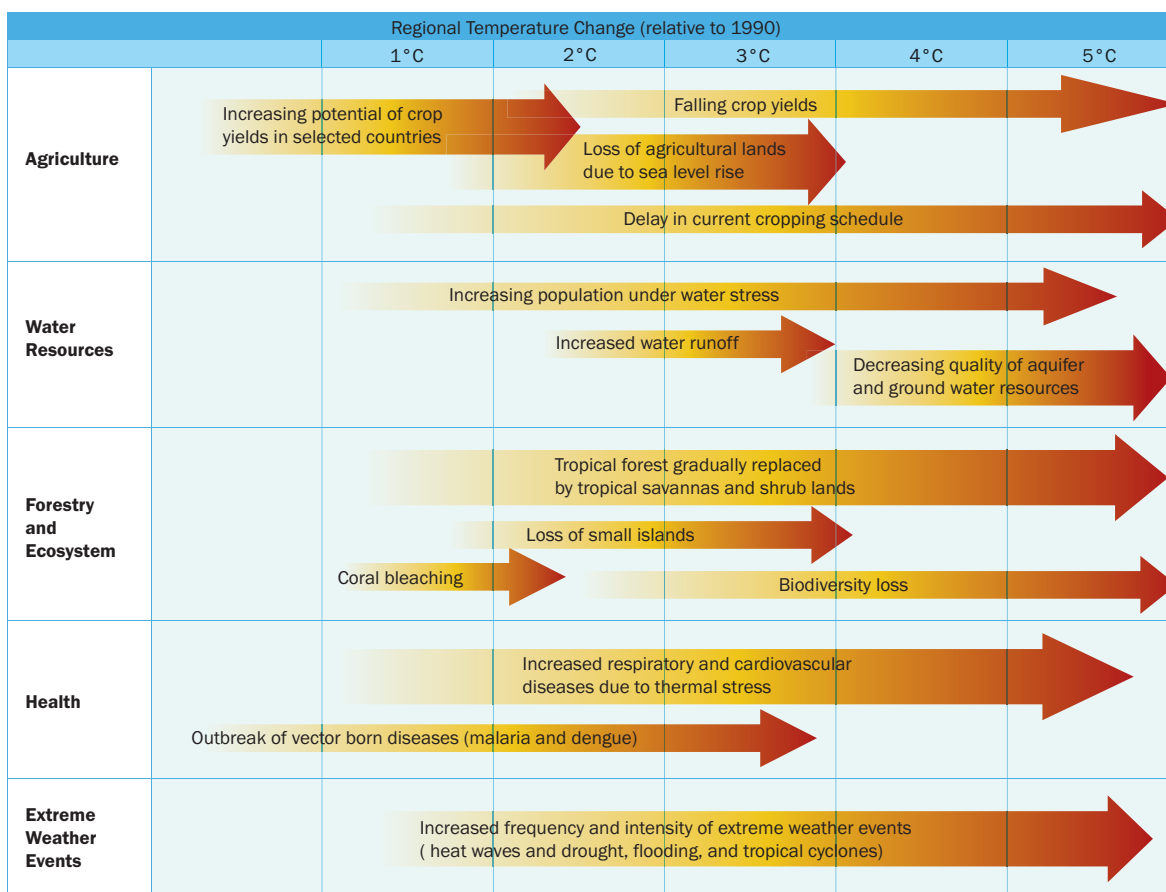 Regional Temperature Change (relative to 1990)
1°C 2°C 3°C 4°C 5°C
Agriculture
Increasing potential of crop
yields in selected countries
Falling crop yields
Loss of agricultural lands
due to sea level rise
Delay in current cropping schedule
Water
Resources
Increasing population under water stress
Increased water runoff
Decreasing quality of aquifer
and ground water resources
Forestry
and
Ecosystem
Tropical forest gradually replaced
by tropical savannas and shrub lands
Loss of small islands
Coral bleaching
Biodiversity loss
Health
Increased respiratory and cardiovascular
diseases due to thermal stress
Outbreak of vector born diseases (malaria and dengue)
Extreme
Weather
Events
Increased frequency and intensity of extreme weather events
( heat waves and drought, flooding, and tropical cyclones)